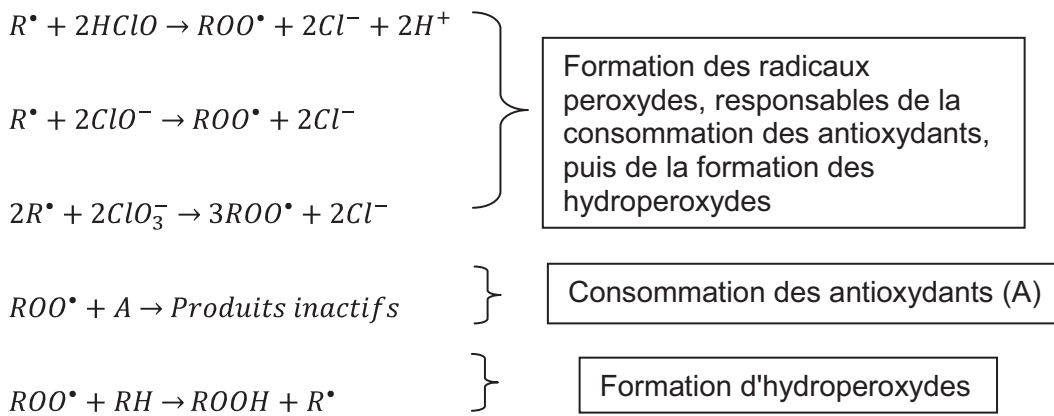 R• + 2HClO → ROO• + 2Cl⁻ + 2H⁺
R• + 2ClO⁻ → ROO• + 2Cl⁻
2R• + 2ClO₃⁻ → 3ROO• + 2Cl⁻
Formation des radicaux
peroxydes, responsables de la
consommation des antioxydants,
puis de la formation des
hydroperoxydes
ROO• + A → Produits inactifs
Consommation des antioxydants (A)
ROO• + RH → ROOH + R•
Formation d'hydroperoxydes